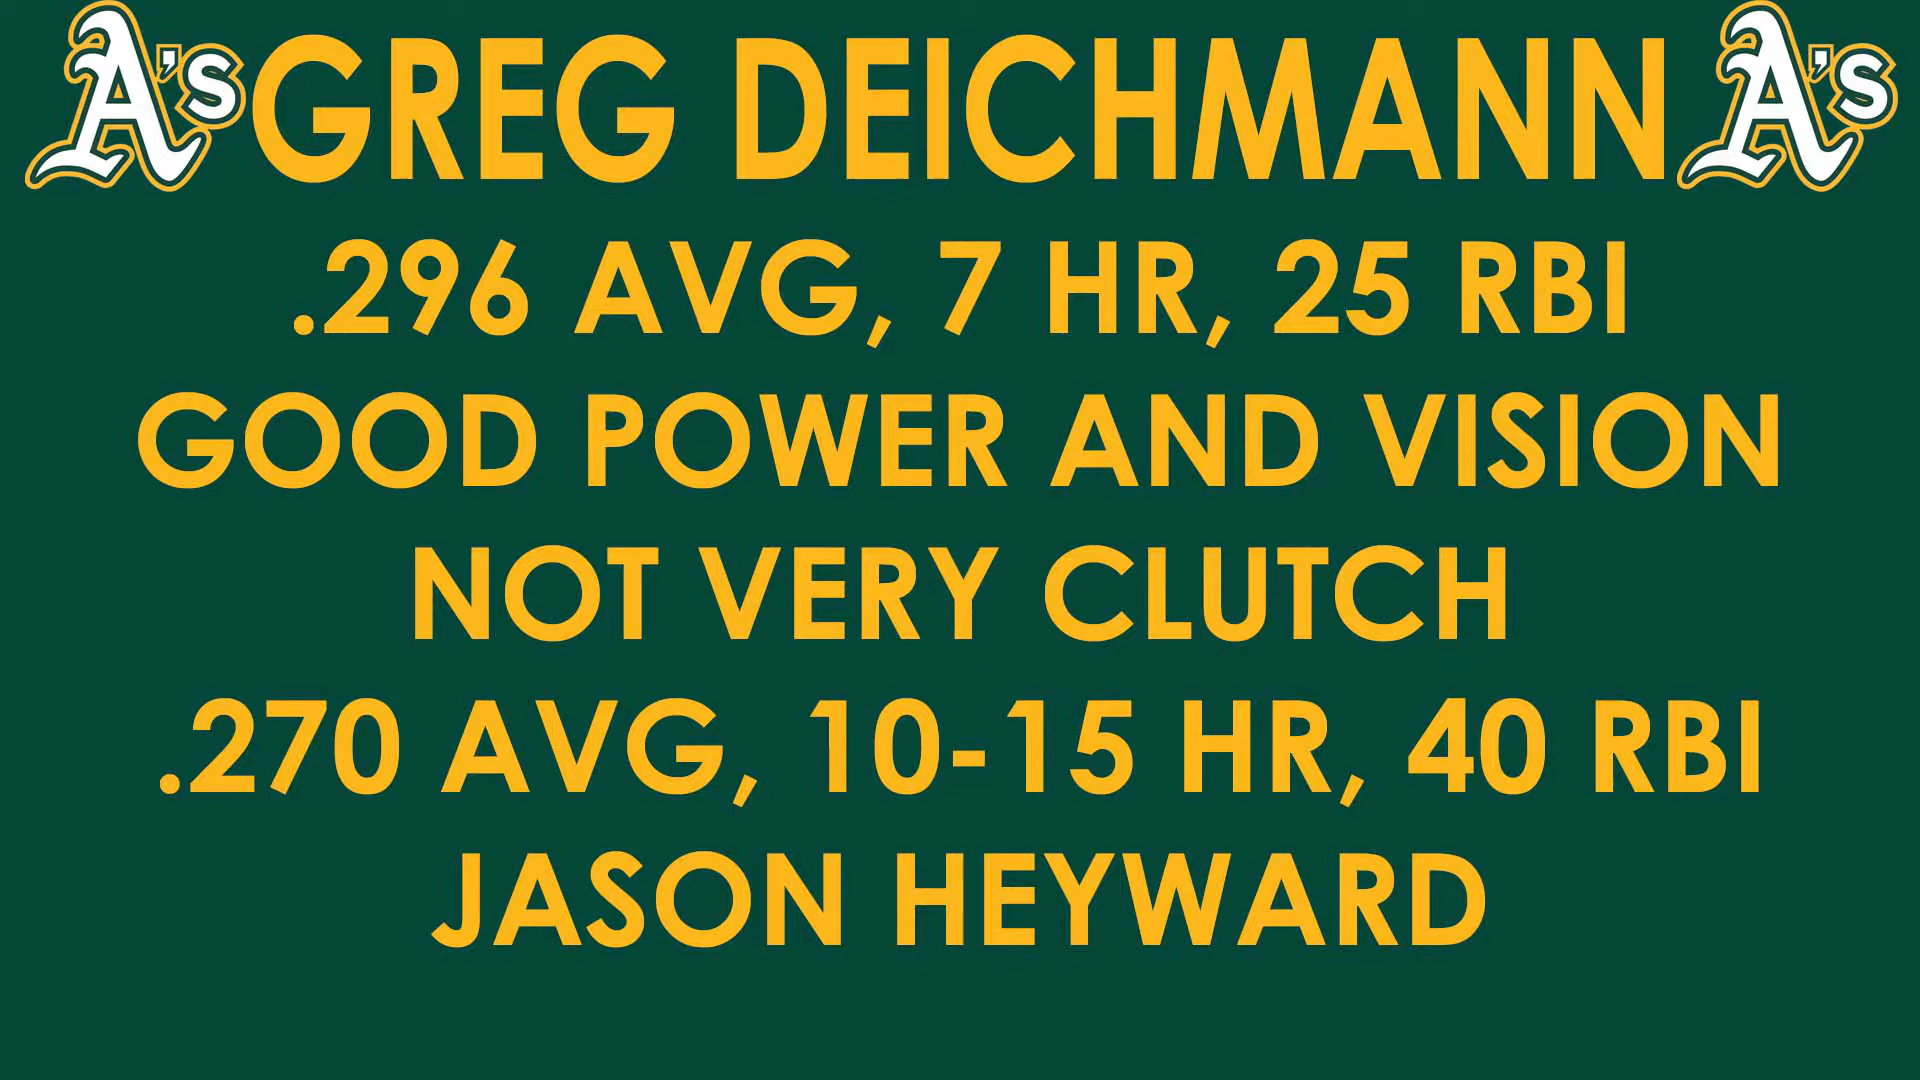 A's GREG DEICHMANN A's
.296 AVG, 7 HR, 25 RBI
GOOD POWER AND VISION
NOT VERY CLUTCH
.270 AVG, 10-15 HR, 40 RBI
JASON HEYWARD